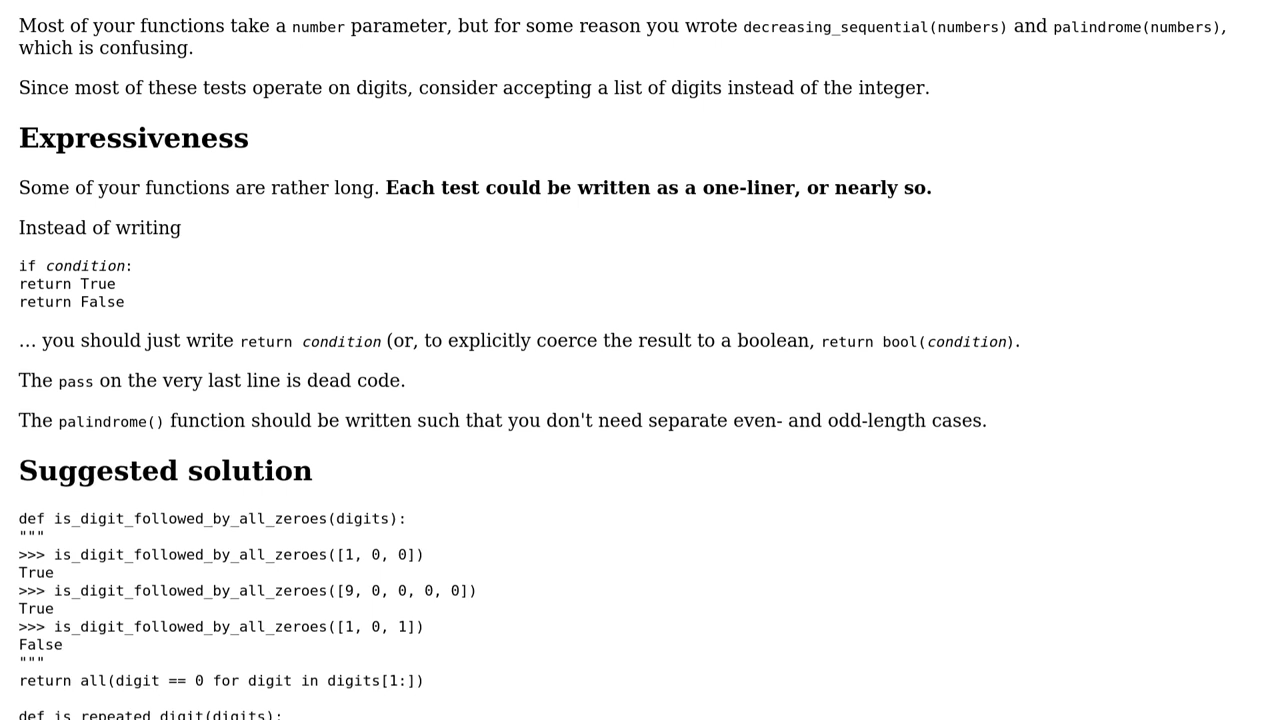 Most of your functions take a number parameter, but for some reason you wrote decreasing_sequential(numbers) and palindrome(numbers),
which is confusing.
Since most of these tests operate on digits, consider accepting a list of digits instead of the integer.
Expressiveness
Some of your functions are rather long. Each test could be written as a one-liner, or nearly so.
Instead of writing
if condition:
return True
return False
… you should just write return condition (or, to explicitly coerce the result to a boolean, return bool(condition).
The pass on the very last line is dead code.
The palindrome() function should be written such that you don't need separate even- and odd-length cases.
Suggested solution
def is_digit_followed_by_all_zeroes(digits):
"""
>>> is_digit_followed_by_all_zeroes([1, 0, 0])
True
>>> is_digit_followed_by_all_zeroes([9, 0, 0, 0, 0])
True
>>> is_digit_followed_by_all_zeroes([1, 0, 1])
False
"""
return all(digit == 0 for digit in digits[1:])
def is_repeated_digit(digits):